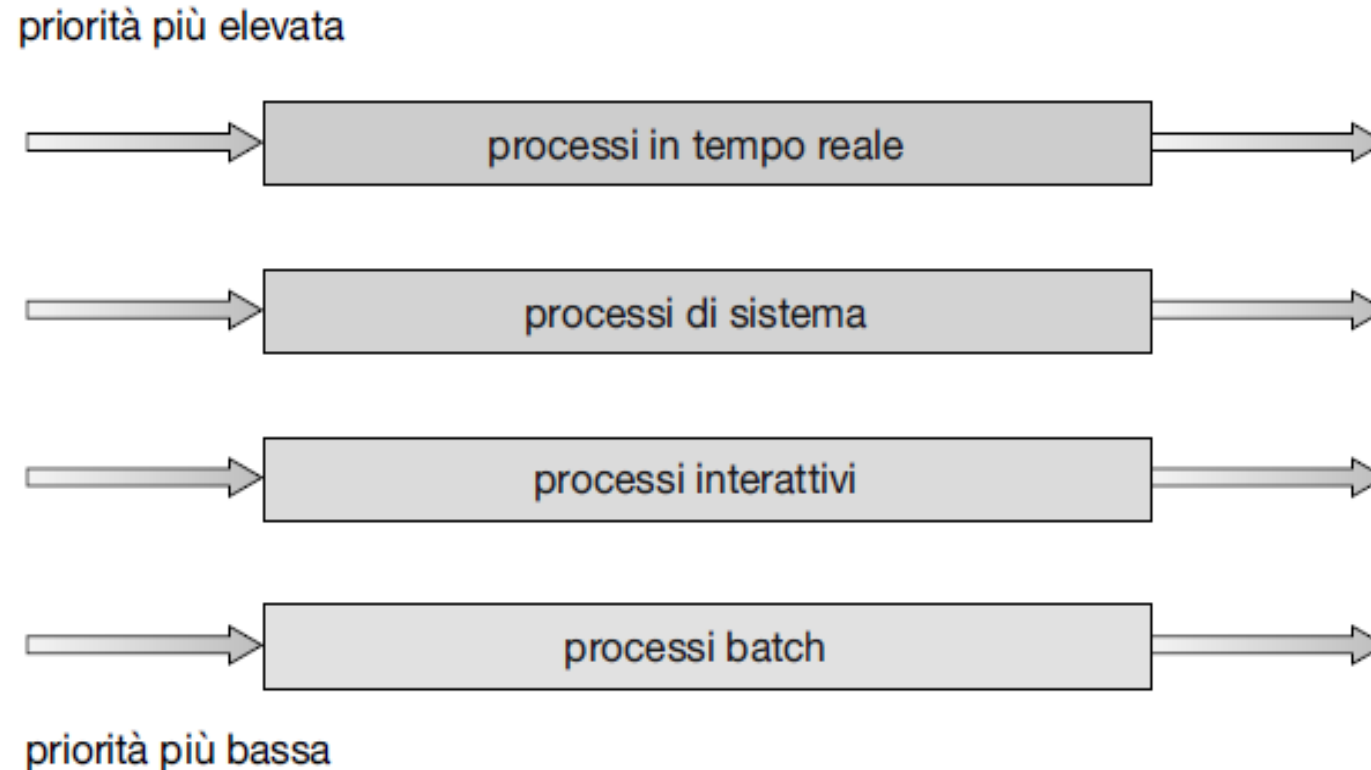 priorità più elevata
processi in tempo reale
processi di sistema
processi interattivi
processi batch
priorità più bassa